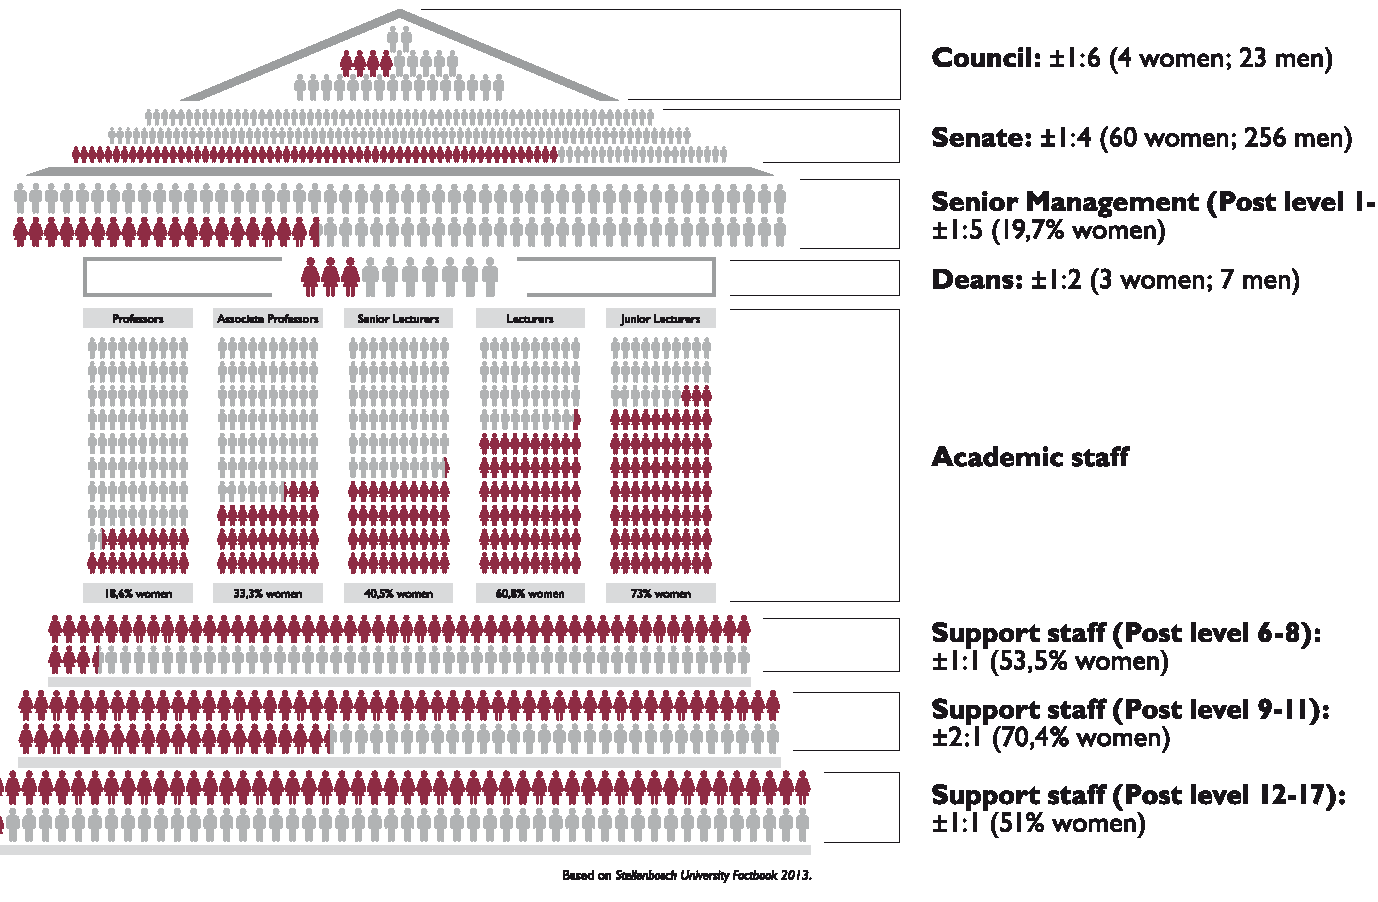 Council: ±1:6 (4 women; 23 men)
Senate: ±1:4 (60 women; 256 men)
Senior Management (Post level 1-
±1:5 (19,7% women)
Deans: ±1:2 (3 women; 7 men)
Professors
Associate Professors
Senior Lecturers
Lecturers
Junior Lecturers
Academic staff
18,6% women
33,3% women
40,5% women
60,8% women
73% women
Support staff (Post level 6-8):
±1:1 (53,5% women)
Support staff (Post level 9-11):
±2:1 (70,4% women)
Support staff (Post level 12-17):
±1:1 (51% women)
Based on Stellenbosch University Factbook 2013.